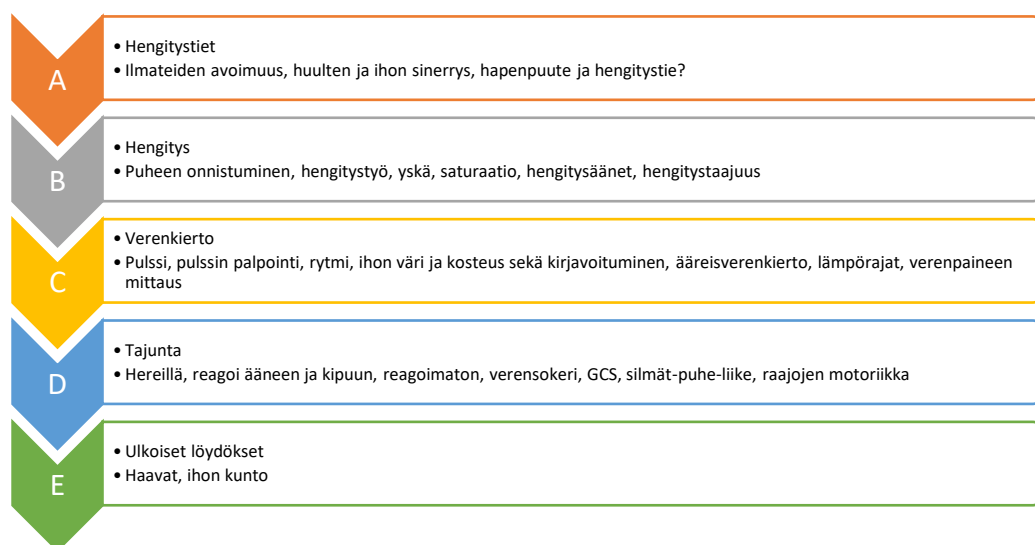 A
• Hengitystiet
• Ilmateiden avoimuus, huulten ja ihon sinerrys, hapenpuute ja hengitystie?
B
• Hengitys
• Puheen onnistuminen, hengitystyö, yskä, saturaatio, hengitysäänet, hengitystaajuus
C
• Verenkierto
• Pulssi, pulssin palpointi, rytmi, ihon väri ja kosteus sekä kirjavoituminen, ääreisverenkierto, lämpörajat, verenpaineen
mittaus
D
• Tajunta
• Hereillä, reagoi ääneen ja kipuun, reagoimaton, verensokeri, GCS, silmät-puhe-liike, raajojen motoriikka
E
• Ulkoiset löydökset
• Haavat, ihon kunto